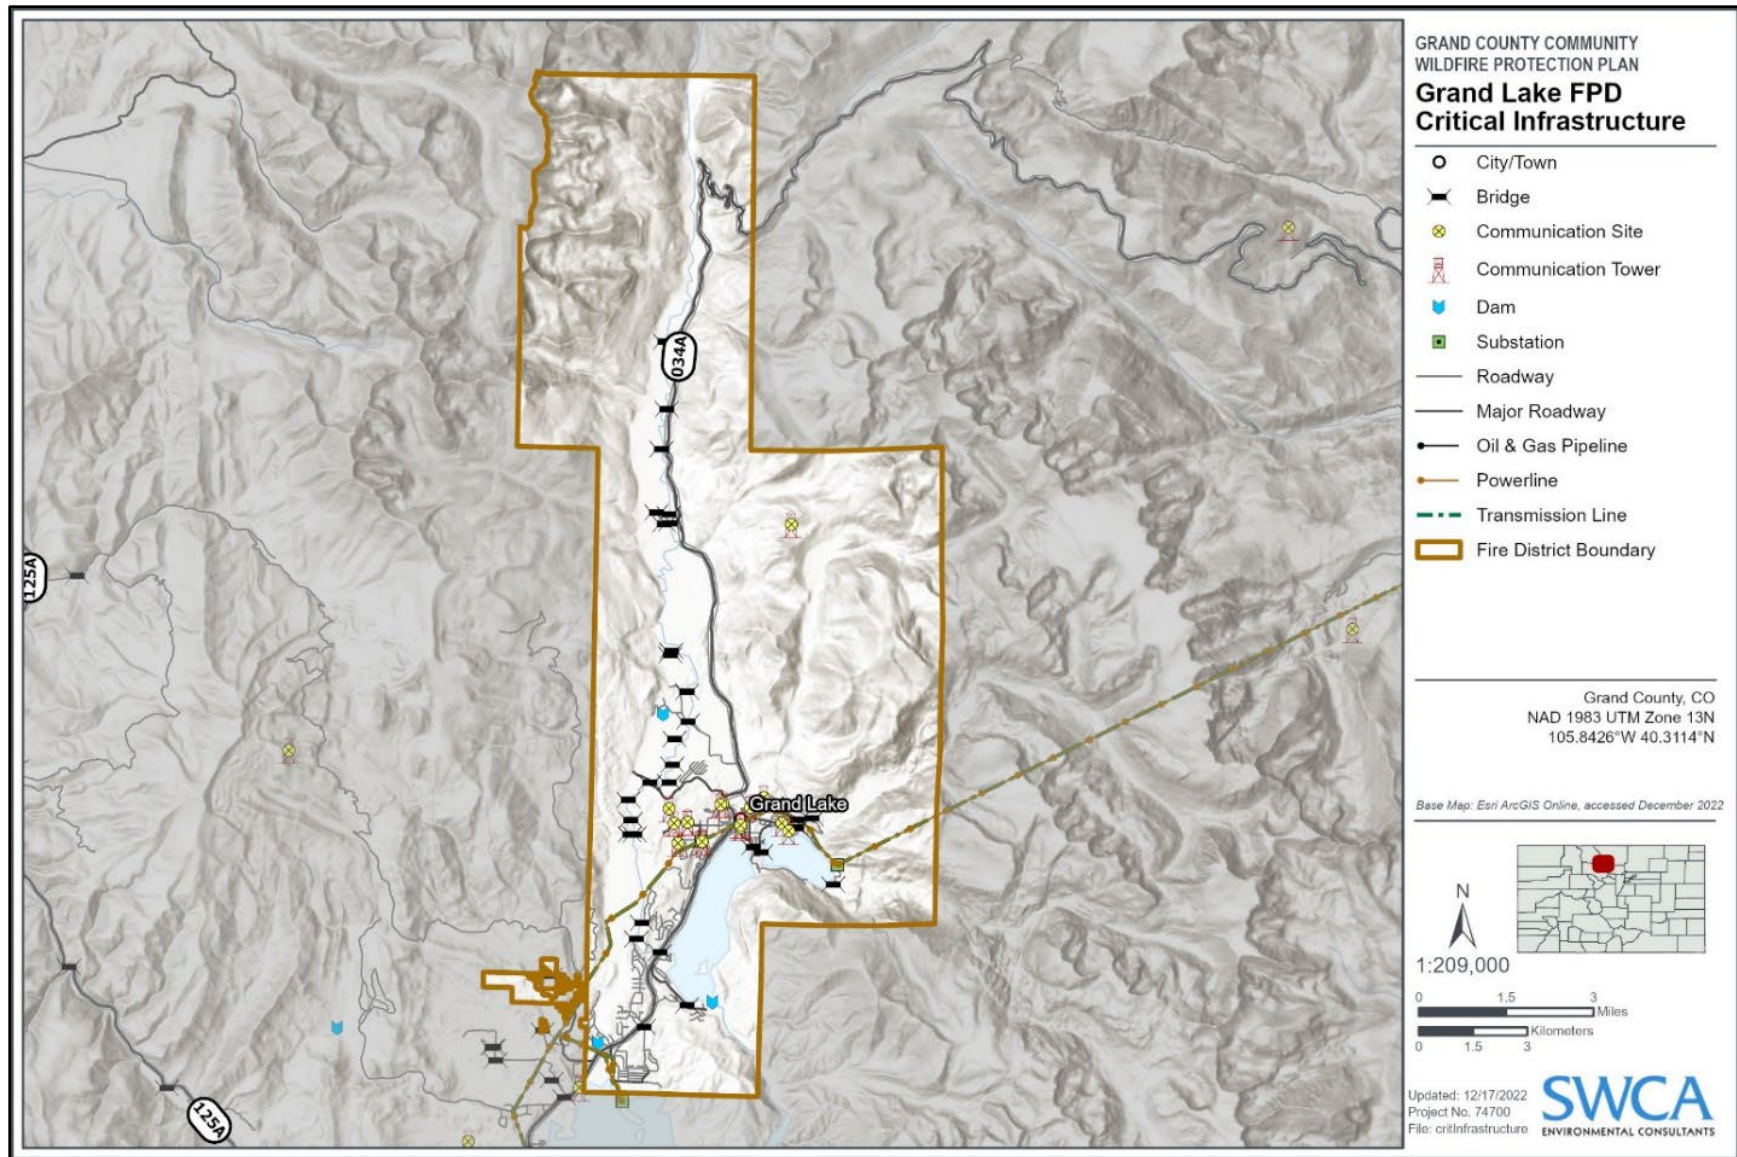 GRAND COUNTY COMMUNITY
WILDFIRE PROTECTION PLAN
Grand Lake FPD
Critical Infrastructure
City/Town
Bridge
Communication Site
Communication Tower
Dam
Substation
Roadway
Major Roadway
Oil & Gas Pipeline
Powerline
Transmission Line
Fire District Boundary
034A
125A
Grand Lake
125A
Grand County, CO
NAD 1983 UTM Zone 13N
105.8426°W 40.3114°N
Base Map: Esri ArcGIS Online, accessed December 2022
N
1:209,000
0 1.5 3
Miles
Kilometers
0 1.5 3
Updated: 12/17/2022
Project No. 74700
File: critInfrastructure
SWCA
ENVIRONMENTAL CONSULTANTS